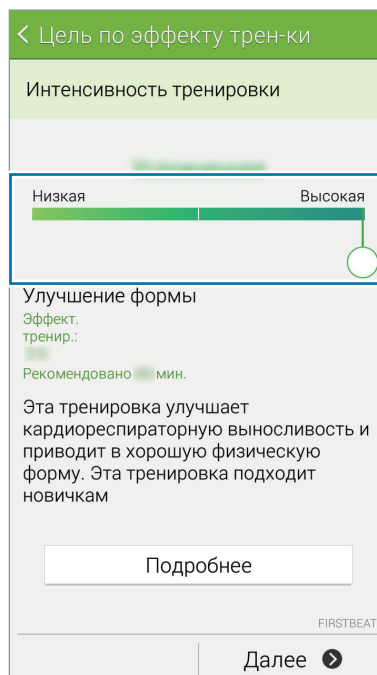 Цель по эффекту трен-ки
Интенсивность тренировки
Низкая Высокая
Улучшение формы
Эффект.
тренир.:
Рекомендовано мин.
Эта тренировка улучшает
кардиореспираторную выносливость и
приводит в хорошую физическую
форму. Эта тренировка подходит
новичкам
Подробнее
FIRSTBEAT
Далее